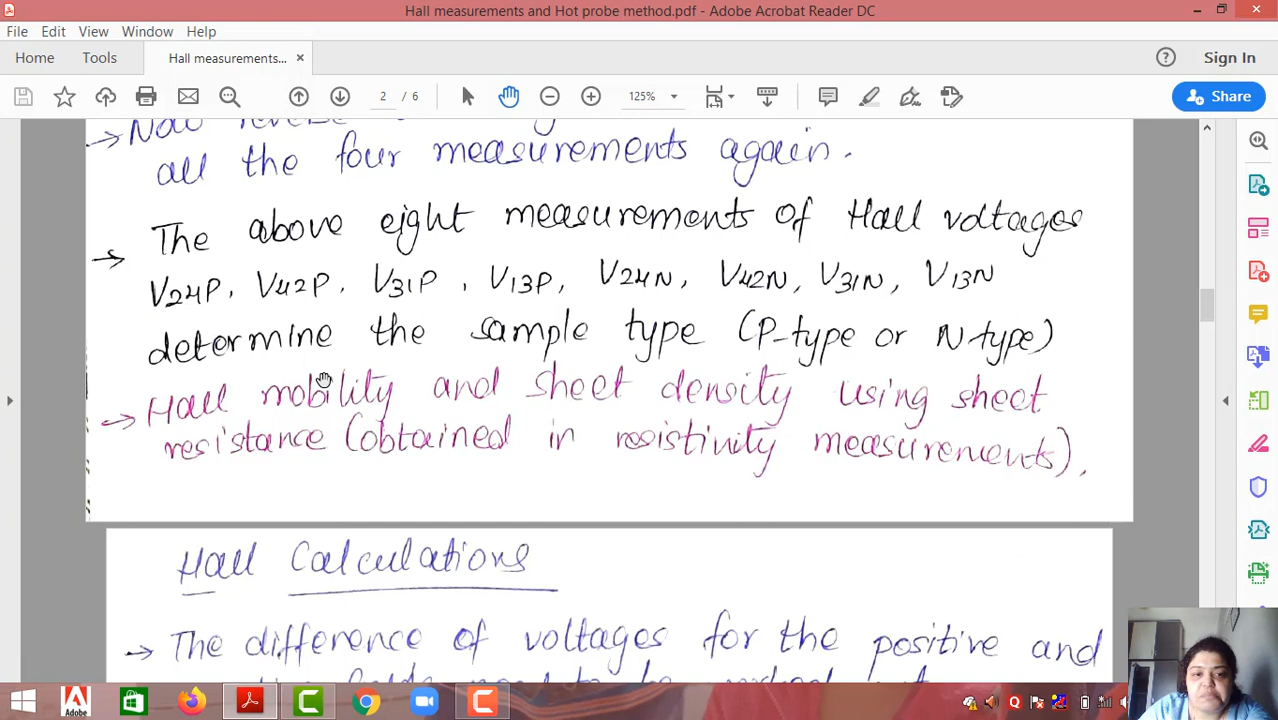 Hall measurements and Hot probe method.pdf - Adobe Acrobat Reader DC
File Edit View Window Help
Home Tools Hall measurements... × Sign In
2 / 6 125% Share
→ Now
all the four measurements again.
→ The above eight measurements of Hall voltages
V24P, V42P, V31P, V13P, V24N, V42N, V31N, V13N
determine the sample type (P-type or N-type)
→ Hall mobility and sheet density using sheet
resistance (obtained in resistivity measurements).
Hall Calculations
→ The difference of voltages for the positive and
Adobe